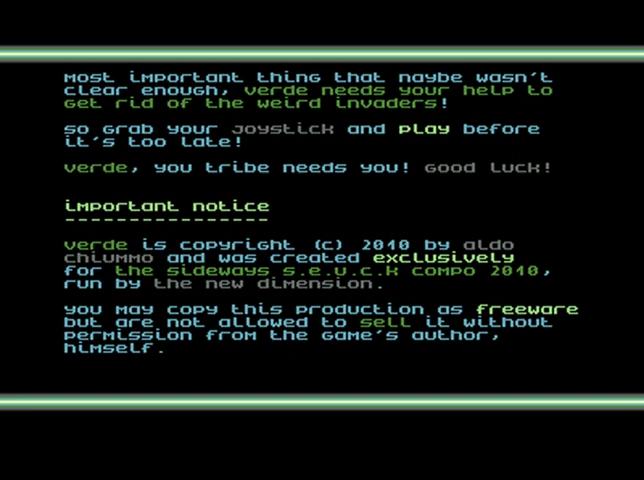 most important thing that naybe wasn't
clear enough, verde needs your help to
get rid of the weird invaders!
so grab your joystick and play before
it's too late!
verde, you tribe needs you! good luck!
important notice
----------------
verde is copyright (c) 2010 by aldo
chiummo and was created exclusively
for the sideways s.e.u.c.k compo 2010,
run by the new dimension.
you may copy this production as freeware
but are not allowed to sell it without
permission from the game's author,
himself.